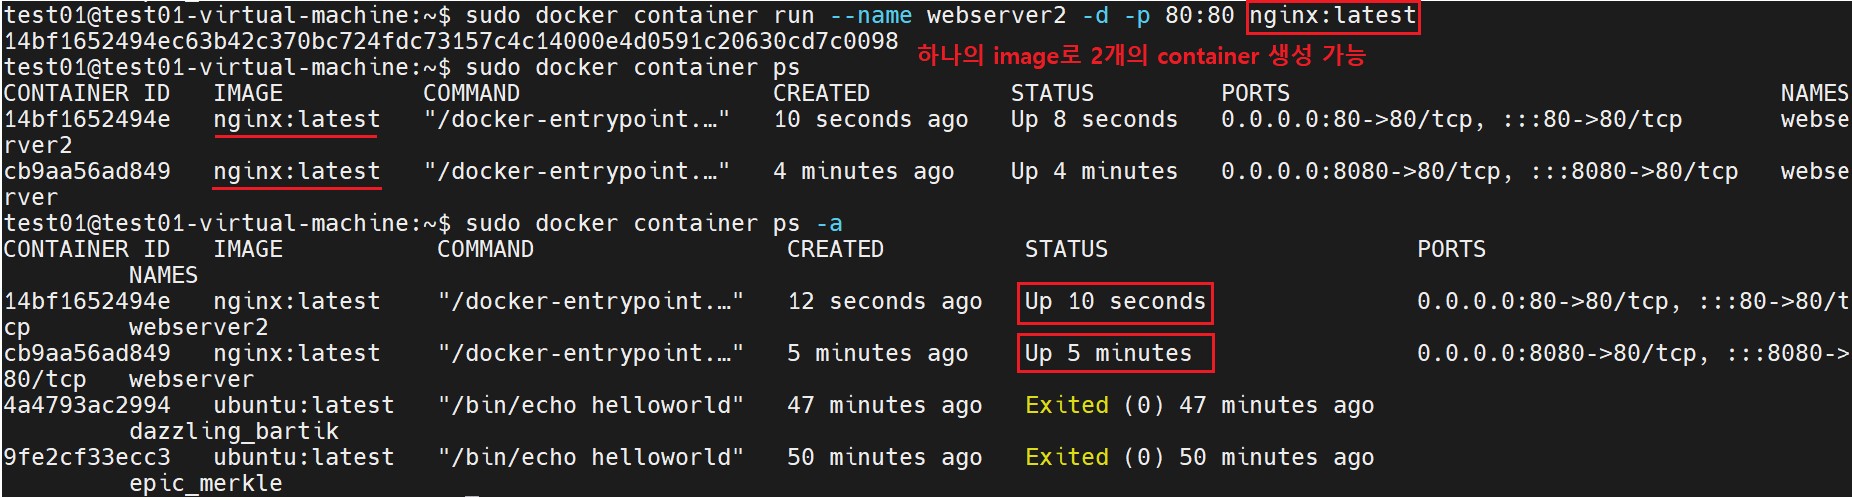 test01@test01-virtual-machine:~$ sudo docker container run --name webserver2 -d -p 80:80 nginx:latest
14bf1652494ec63b42c370bc724fdc73157c4c14000e4d0591c20630cd7c0098
하나의 image로 2개의 container 생성 가능
test01@test01-virtual-machine:~$ sudo docker container ps
CONTAINER ID   IMAGE          COMMAND                  CREATED          STATUS          PORTS                                   NAMES
14bf1652494e   nginx:latest   "/docker-entrypoint.…"   10 seconds ago   Up 8 seconds    0.0.0.0:80->80/tcp, :::80->80/tcp       webse
rver2
cb9aa56ad849   nginx:latest   "/docker-entrypoint.…"   4 minutes ago    Up 4 minutes    0.0.0.0:8080->80/tcp, :::8080->80/tcp   webse
rver
test01@test01-virtual-machine:~$ sudo docker container ps -a
CONTAINER ID   IMAGE           COMMAND                  CREATED          STATUS                      PORTS
         NAMES
14bf1652494e   nginx:latest    "/docker-entrypoint.…"   12 seconds ago   Up 10 seconds               0.0.0.0:80->80/tcp, :::80->80/t
cp       webserver2
cb9aa56ad849   nginx:latest    "/docker-entrypoint.…"   5 minutes ago    Up 5 minutes                0.0.0.0:8080->80/tcp, :::8080->
80/tcp   webserver
4a4793ac2994   ubuntu:latest   "/bin/echo helloworld"   47 minutes ago   Exited (0) 47 minutes ago
         dazzling_bartik
9fe2cf33ecc3   ubuntu:latest   "/bin/echo helloworld"   50 minutes ago   Exited (0) 50 minutes ago
         epic_merkle